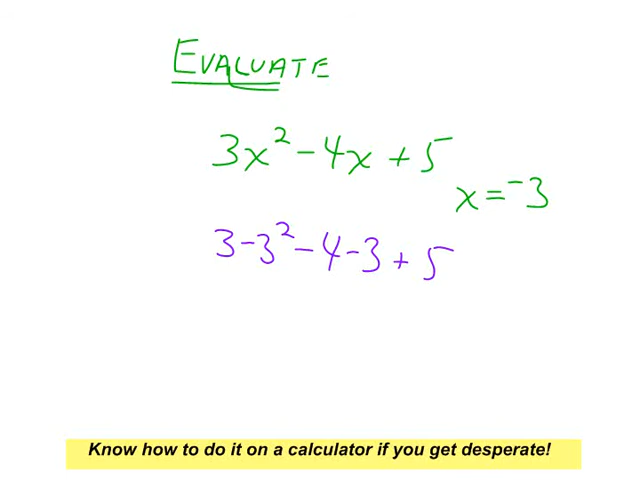 EVALUATE
3x² - 4x + 5
x = ⁻3
3 - 3² - 4 - 3 + 5
Know how to do it on a calculator if you get desperate!